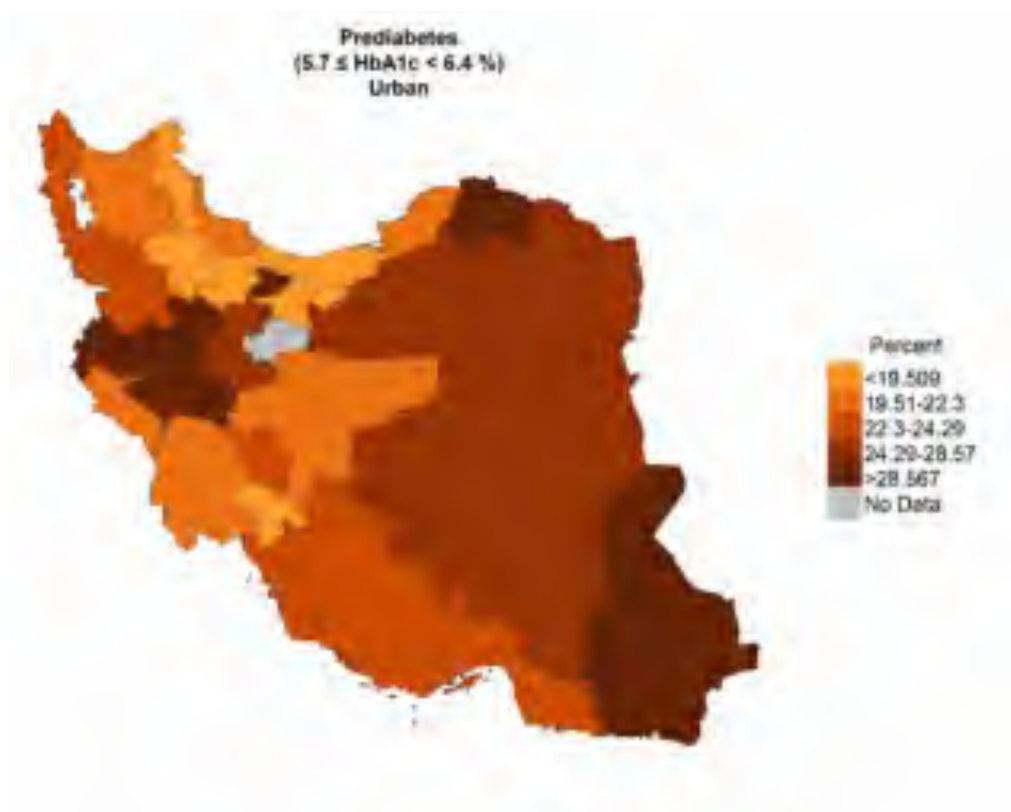 Prediabetes
(5.7 ≤ HbA1c < 6.4 %)
Urban
Percent
<19.509
19.51-22.3
22.3-24.29
24.29-28.57
>28.567
No Data